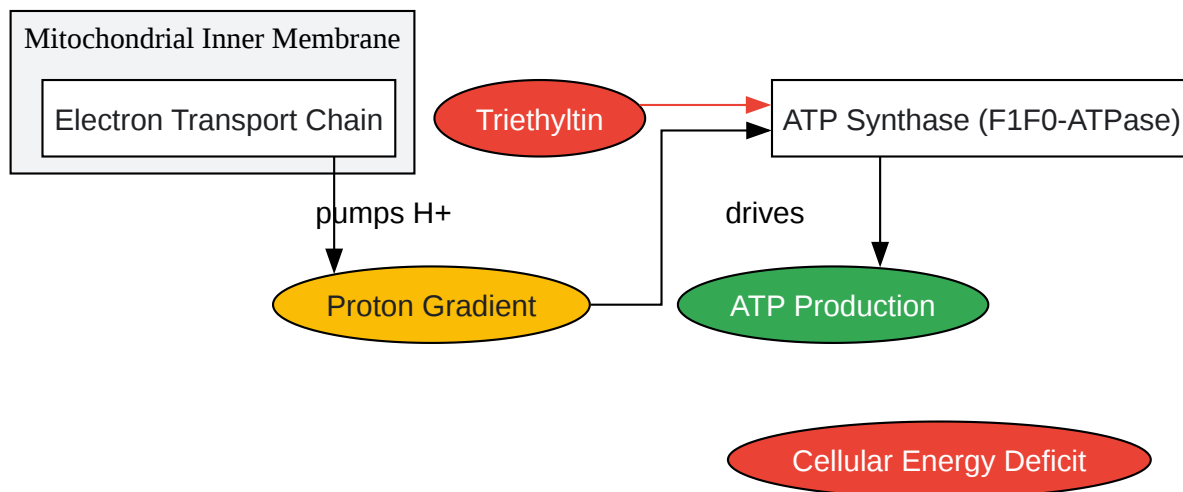 Mitochondrial Inner Membrane
Electron Transport Chain
Triethyltin
ATP Synthase (F1F0-ATPase)
pumps H+
drives
Proton Gradient
ATP Production
Cellular Energy Deficit